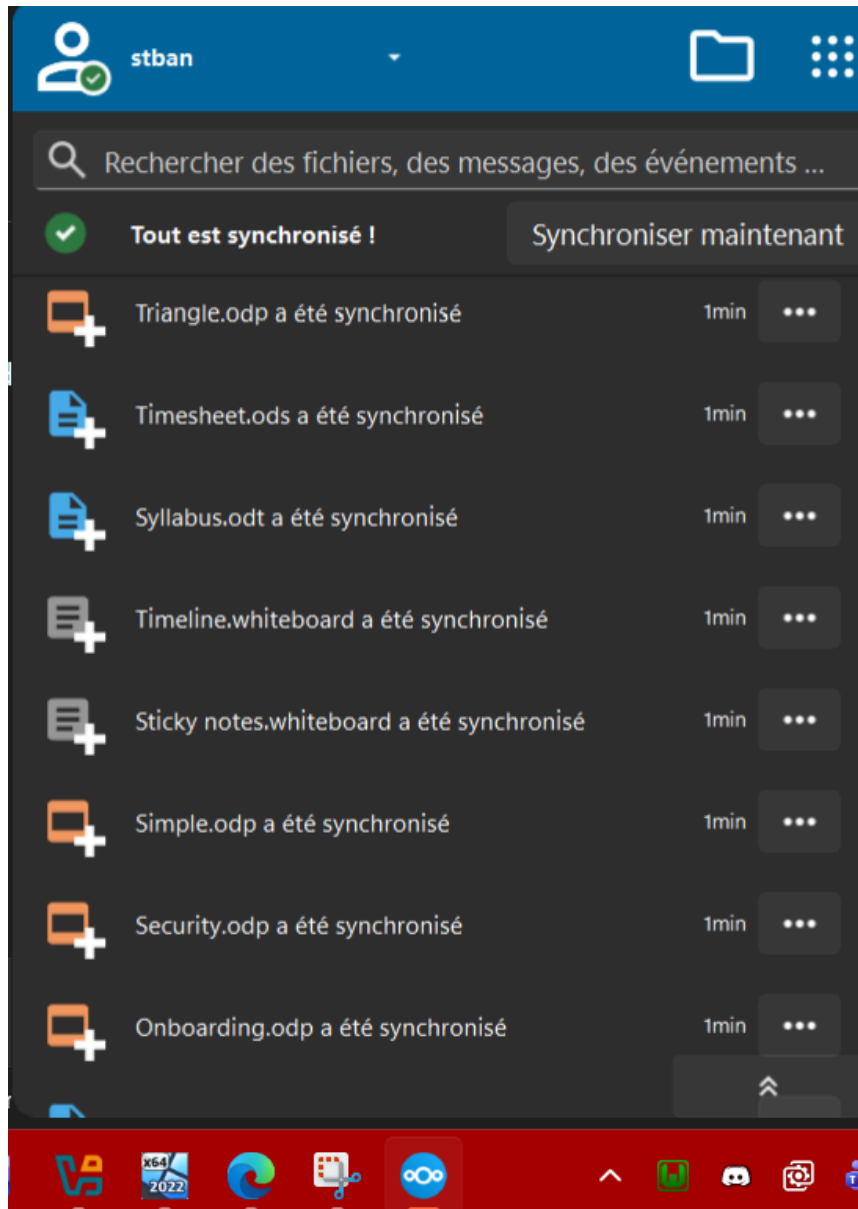 stban
Rechercher des fichiers, des messages, des événements ...
Tout est synchronisé ! Synchroniser maintenant
Triangle.odp a été synchronisé 1min
Timesheet.ods a été synchronisé 1min
Syllabus.odt a été synchronisé 1min
Timeline.whiteboard a été synchronisé 1min
Sticky notes.whiteboard a été synchronisé 1min
Simple.odp a été synchronisé 1min
Security.odp a été synchronisé 1min
Onboarding.odp a été synchronisé 1min
x64
2022